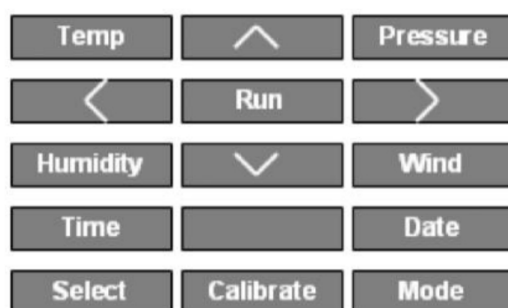 Temp Pressure
Run
Humidity Wind
Time Date
Select Calibrate Mode